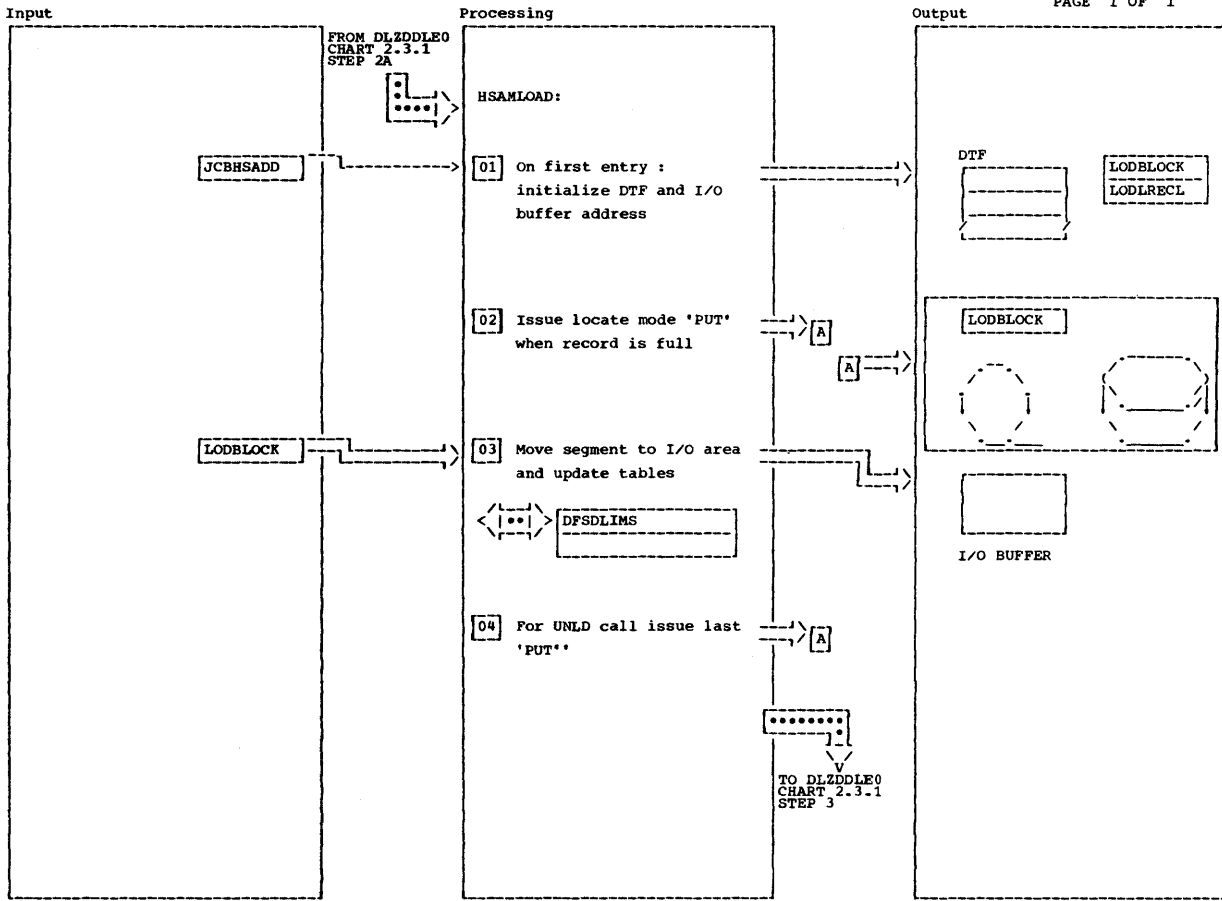 PAGE 1 OF 1
Input
Processing
Output
FROM DLZDDLE0
CHART 2.3.1
STEP 2A
HSAMLOAD:
JCBHSADD
01 On first entry :
initialize DTF and I/O
buffer address
DTF
LODBLOCK
LODLRECL
02 Issue locate mode 'PUT'
when record is full
A
A
LODBLOCK
LODBLOCK
03 Move segment to I/O area
and update tables
DFSDLIMS
I/O BUFFER
04 For UNLD call issue last
'PUT''
A
TO DLZDDLE0
CHART 2.3.1
STEP 3